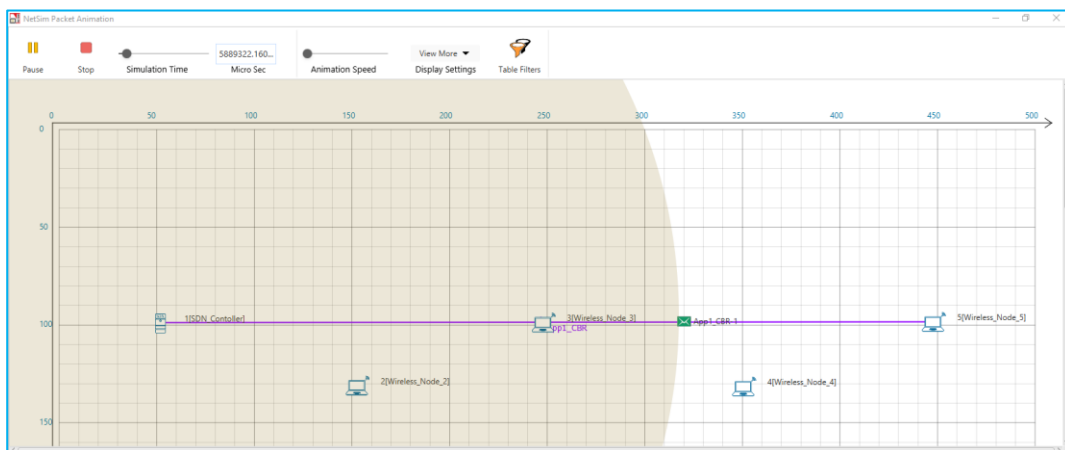 NetSim Packet Animation
5889322.160... View More
Pause Stop Simulation Time Micro Sec Animation Speed Display Settings Table Filters
0 50 100 150 200 250 300 350 400 450 500
0
50
1[SDN_Contoller] 3[Wireless_Node_3] 5[Wireless_Node_5]
100 App1_CBR_1
pp1_CBR
2[Wireless_Node_2] 4[Wireless_Node_4]
150